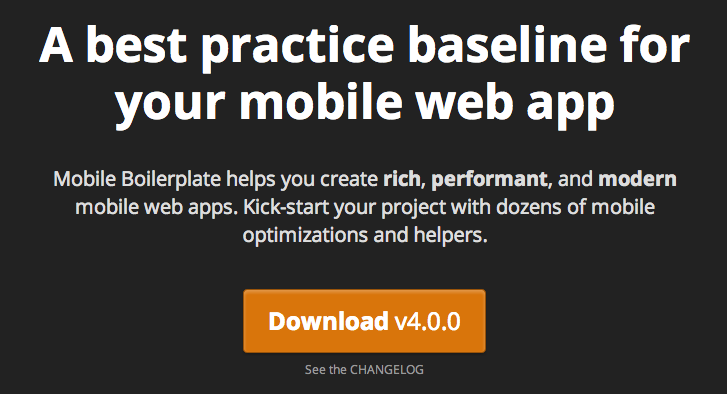 A best practice baseline for
your mobile web app
Mobile Boilerplate helps you create rich, performant, and modern
mobile web apps. Kick-start your project with dozens of mobile
optimizations and helpers.
Download v4.0.0
See the CHANGELOG